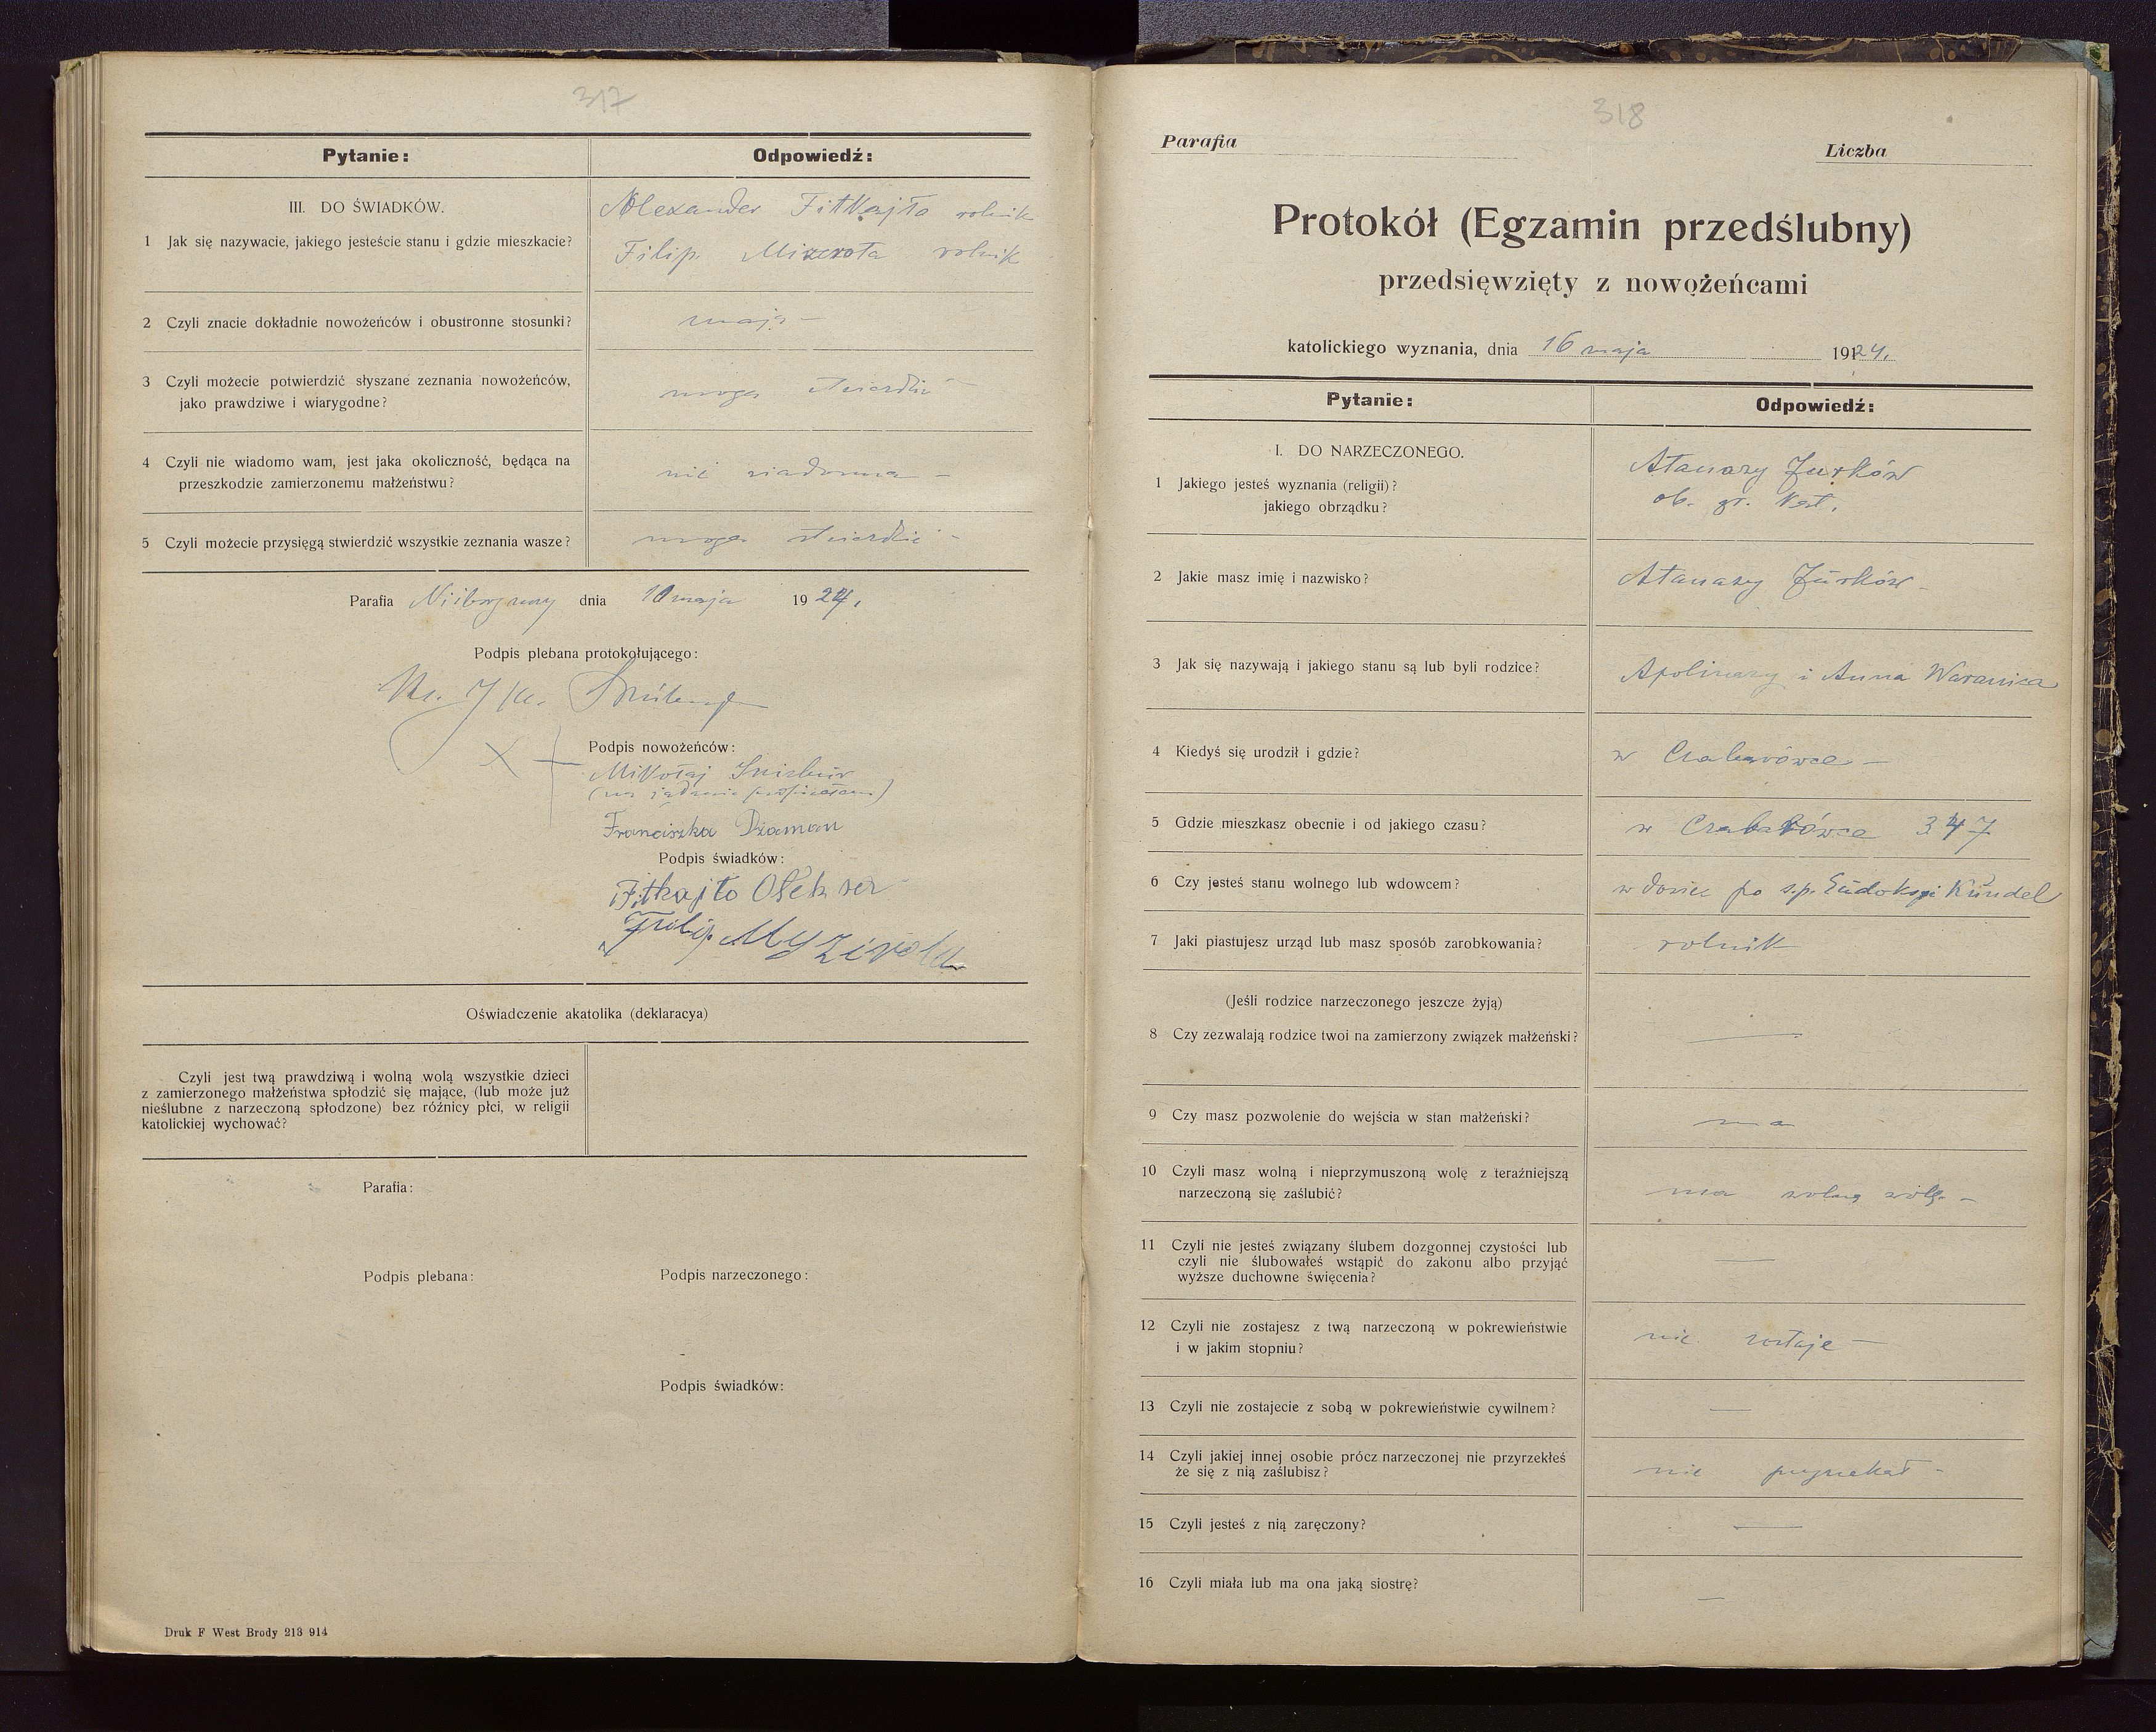 317
Pytanie:
Odpowiedź:
III. DO ŚWIADKÓW.
1 Jak się nazywacie, jakiego jesteście stanu i gdzie mieszkacie?
Alexander Fitkajło rolnik
Filip Mizerota rolnik
2 Czyli znacie dokładnie nowożeńców i obustronne stosunki?
znają —
3 Czyli możecie potwierdzić słyszane zeznania nowożeńców,
jako prawdziwe i wiarygodne?
mogą stwierdzić —
4 Czyli nie wiadomo wam, jest jaka okoliczność, będąca na
przeszkodzie zamierzonemu małżeństwu?
nie wiadoma —
5 Czyli możecie przysięgą stwierdzić wszystkie zeznania wasze?
mogą stwierdzić —
Parafia dnia 10 maja 1924.
Podpis plebana protokołującego:
Podpis nowożeńców:
Mikołaj
Franciszka Dżaman
Podpis świadków:
Fitkajło
Filip
Oświadczenie akatolika (deklaracya)
Czyli jest twą prawdziwą i wolną wolą wszystkie dzieci
z zamierzonego małżeństwa spłodzić się mające, (lub może już
nieślubne z narzeczoną spłodzone) bez różnicy płci, w religii
katolickiej wychować?
Parafia:
Podpis plebana:
Podpis narzeczonego:
Podpis świadków:
Druk F West Brody 213 914
318
Parafia
Liczba
Protokół (Egzamin przedślubny)
przedsięwzięty z nowożeńcami
katolickiego wyznania, dnia 16 maja 1924.
Pytanie:
Odpowiedź:
I. DO NARZECZONEGO.
1 Jakiego jesteś wyznania (religii)?
jakiego obrządku?
Atanazy Jurków
ob. gr. kat.
2 Jakie masz imię i nazwisko?
Atanazy Jurków
3 Jak się nazywają i jakiego stanu są lub byli rodzice?
Apolinary i Anna Waranica
4 Kiedyś się urodził i gdzie?
w Czabarówce —
5 Gdzie mieszkasz obecnie i od jakiego czasu?
w Czabarówce 347
6 Czy jesteś stanu wolnego lub wdowcem?
wdowiec po s.p. Eudoksyi Kundel
7 Jaki piastujesz urząd lub masz sposób zarobkowania?
rolnik
(Jeśli rodzice narzeczonego jeszcze żyją)
8 Czy zezwalają rodzice twoi na zamierzony związek małżeński?
—
9 Czy masz pozwolenie do wejścia w stan małżeński?
ma
10 Czyli masz wolną i nieprzymuszoną wolę z teraźniejszą
narzeczoną się zaślubić?
ma wolną wolę —
11 Czyli nie jesteś związany ślubem dozgonnej czystości lub
czyli nie ślubowałeś wstąpić do zakonu albo przyjąć
wyższe duchowne święcenia?
—
12 Czyli nie zostajesz z twą narzeczoną w pokrewieństwie
i w jakim stopniu?
nie zostaje —
13 Czyli nie zostajecie z sobą w pokrewieństwie cywilnem?
—
14 Czyli jakiej innej osobie prócz narzeczonej nie przyrzekłeś
że się z nią zaślubisz?
nie przyrzekał —
15 Czyli jesteś z nią zaręczony?
—
16 Czyli miała lub ma ona jaką siostrę?
—